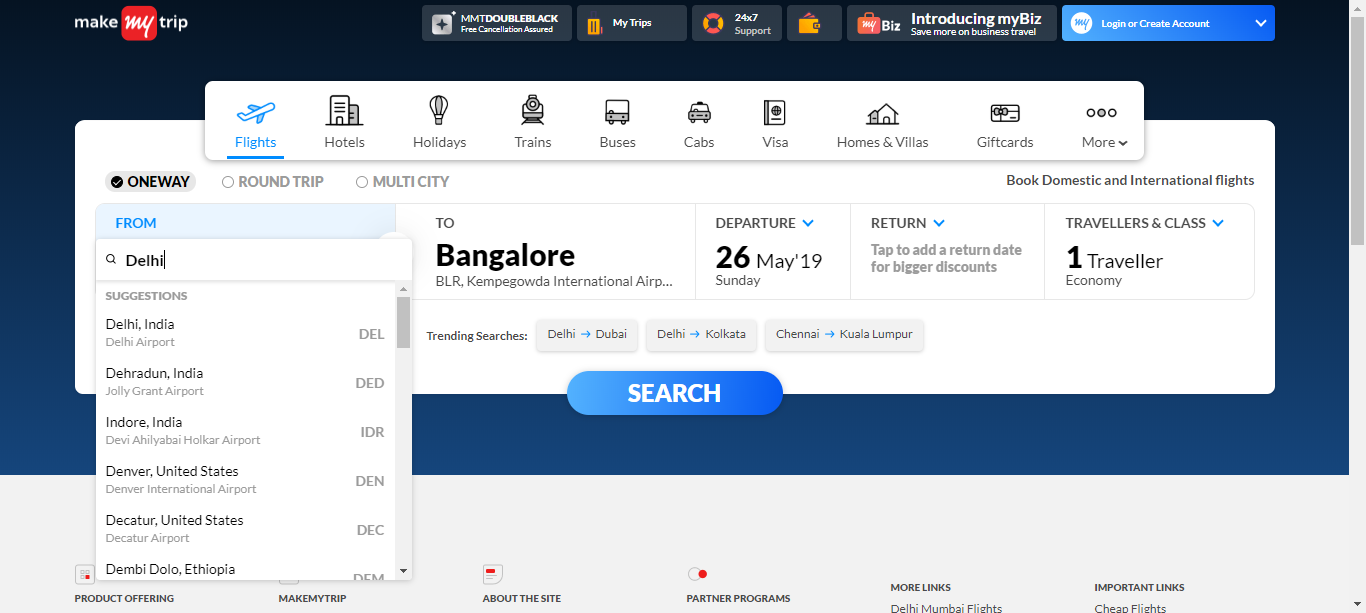 make my trip
MMTDOUBLEBLACK
Free Cancellation Assured
My Trips
24x7
Support
my Biz
Introducing myBiz
Save more on business travel
my
Login or Create Account
Flights
Hotels
Holidays
Trains
Buses
Cabs
Visa
Homes & Villas
Giftcards
More
ONEWAY
ROUND TRIP
MULTI CITY
Book Domestic and International flights
FROM
Delhi
SUGGESTIONS
Delhi, India
Delhi Airport
DEL
Dehradun, India
Jolly Grant Airport
DED
Indore, India
Devi Ahilyabai Holkar Airport
IDR
Denver, United States
Denver International Airport
DEN
Decatur, United States
Decatur Airport
DEC
Dembi Dolo, Ethiopia
DEM
TO
Bangalore
BLR, Kempegowda International Airp...
DEPARTURE
26 May'19
Sunday
RETURN
Tap to add a return date
for bigger discounts
TRAVELLERS & CLASS
1 Traveller
Economy
Trending Searches:
Delhi → Dubai
Delhi → Kolkata
Chennai → Kuala Lumpur
SEARCH
PRODUCT OFFERING
MAKEMYTRIP
ABOUT THE SITE
PARTNER PROGRAMS
MORE LINKS
Delhi Mumbai Flights
IMPORTANT LINKS
Cheap Flights